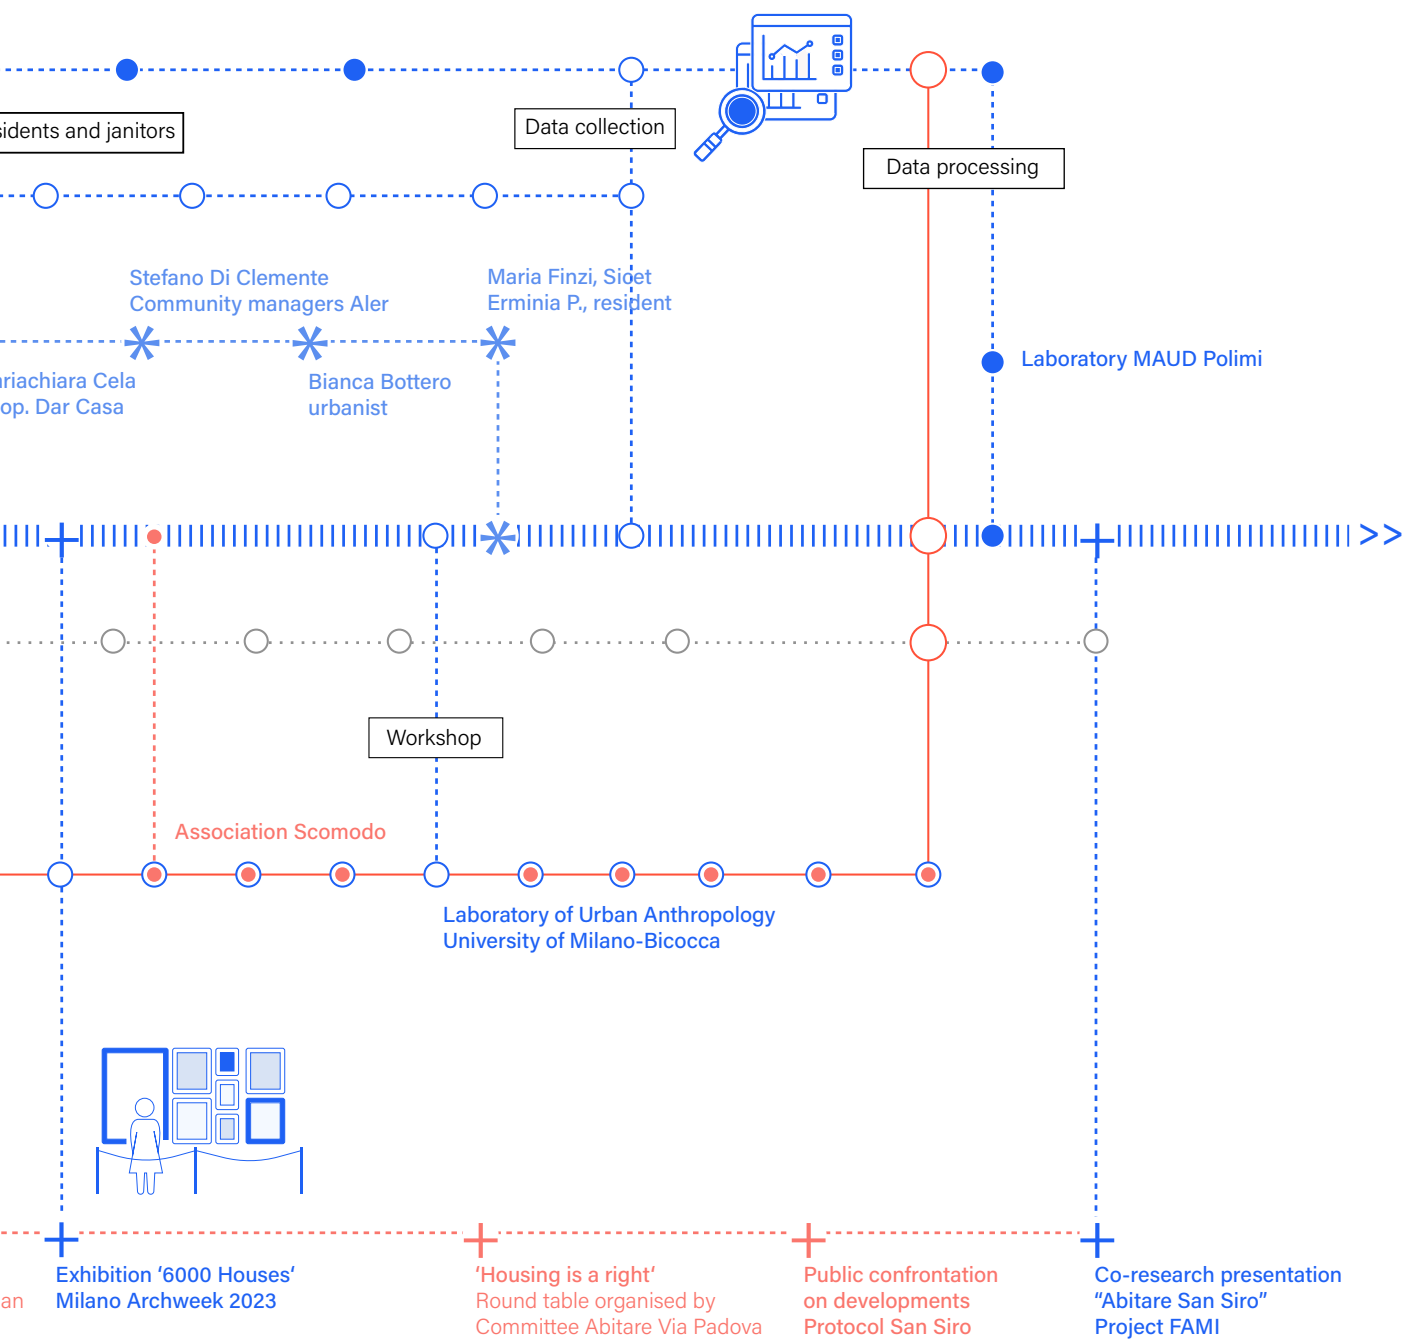 sidents and janitors
Data collection
Data processing
Stefano Di Clemente
Community managers Aler
Maria Finzi, Sicet
Erminia P., resident
ariachiara Cela
op. Dar Casa
Bianca Bottero
urbanist
Laboratory MAUD Polimi
>>
Workshop
Association Scomodo
Laboratory of Urban Anthropology
University of Milano-Bicocca
an
Exhibition ‘6000 Houses‘
Milano Archweek 2023
‘Housing is a right‘
Round table organised by
Committee Abitare Via Padova
Public confrontation
on developments
Protocol San Siro
Co-research presentation
“Abitare San Siro”
Project FAMI